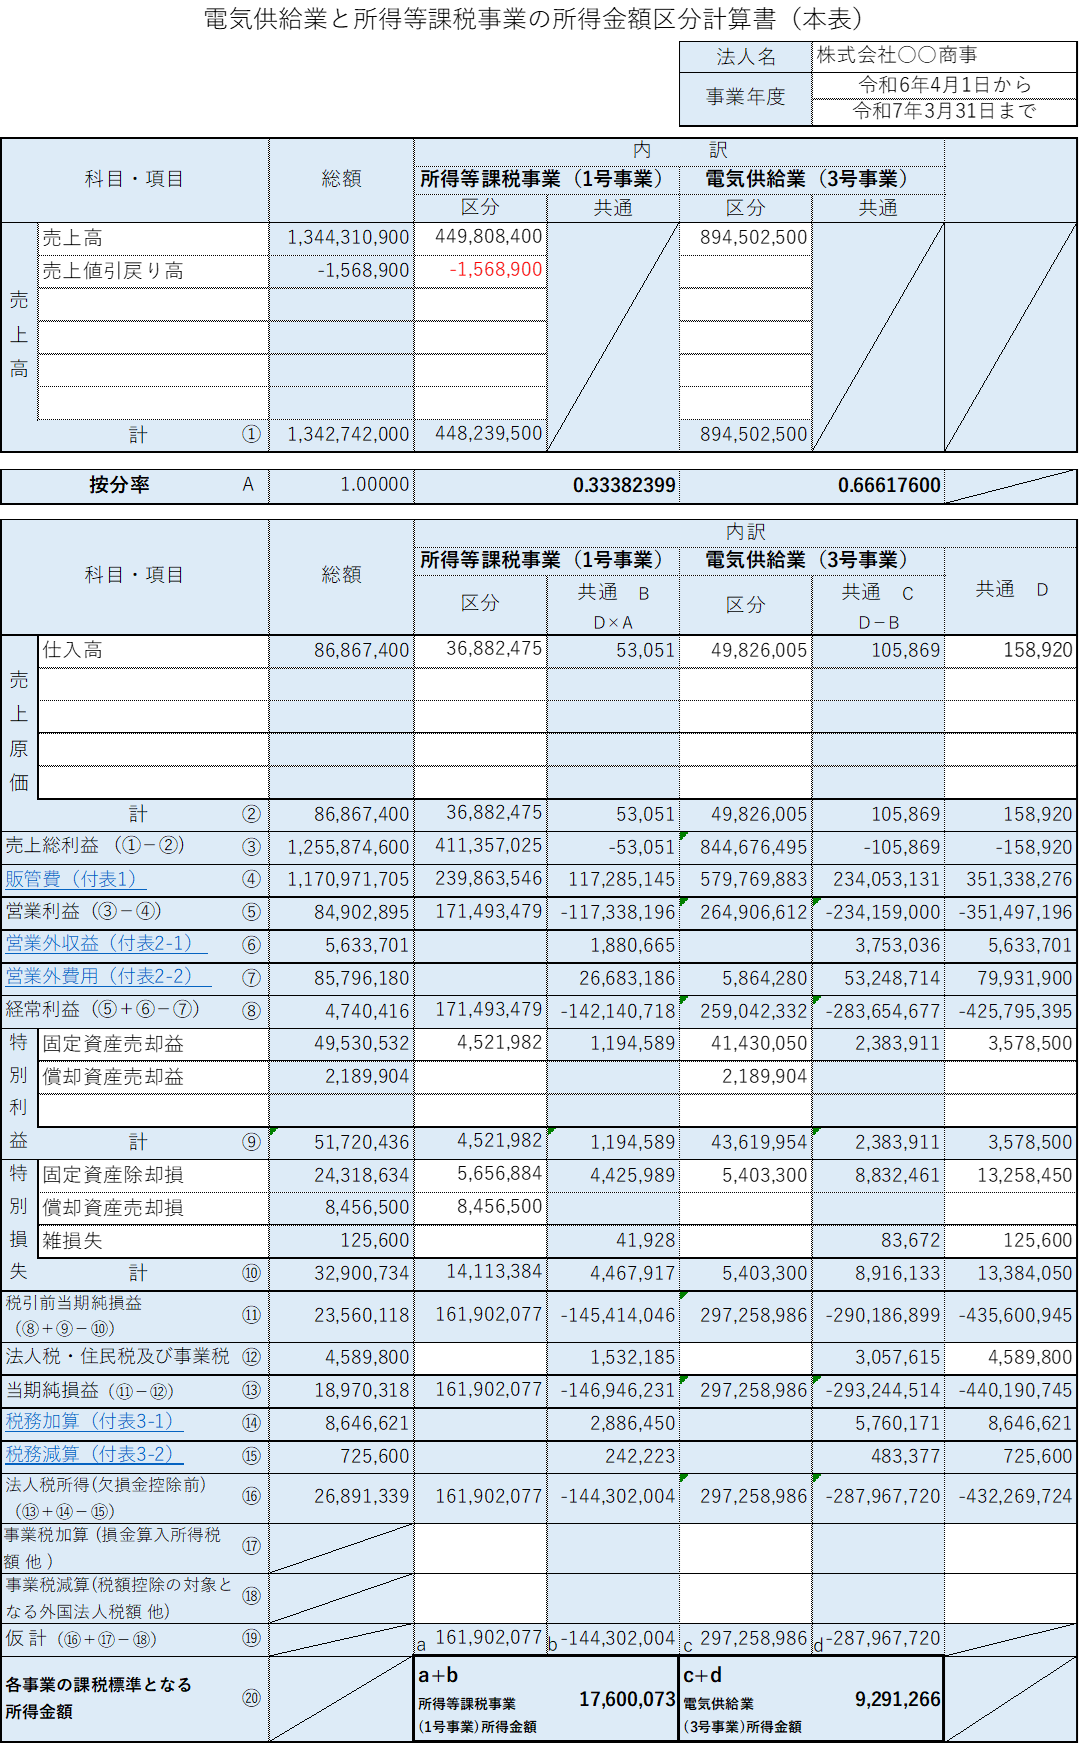 電気供給業と所得等課税事業の所得金額区分計算書（本表）
法人名 株式会社〇〇商事
事業年度 令和6年4月1日から
令和7年3月31日まで
科目・項目 総額 内 訳
所得等課税事業（1号事業） 電気供給業（3号事業）
区分 共通 区分 共通
売上高
売上高 1,344,310,900 449,808,400 894,502,500
売上値引戻り高 -1,568,900 -1,568,900
計 ① 1,342,742,000 448,239,500 894,502,500
按分率 A 1.00000 0.33382399 0.66617600
科目・項目 総額 内訳
所得等課税事業（1号事業） 電気供給業（3号事業）
区分 共通 B 区分 共通 C 共通 D
D×A D－B
売上原価
仕入高 86,867,400 36,882,475 53,051 49,826,005 105,869 158,920
計 ② 86,867,400 36,882,475 53,051 49,826,005 105,869 158,920
売上総利益 （①－②） ③ 1,255,874,600 411,357,025 -53,051 844,676,495 -105,869 -158,920
販管費（付表1） ④ 1,170,971,705 239,863,546 117,285,145 579,769,883 234,053,131 351,338,276
営業利益（③－④） ⑤ 84,902,895 171,493,479 -117,338,196 264,906,612 -234,159,000 -351,497,196
営業外収益（付表2-1） ⑥ 5,633,701 1,880,665 3,753,036 5,633,701
営業外費用（付表2-2） ⑦ 85,796,180 26,683,186 5,864,280 53,248,714 79,931,900
経常利益（⑤＋⑥－⑦） ⑧ 4,740,416 171,493,479 -142,140,718 259,042,332 -283,654,677 -425,795,395
特別利益
固定資産売却益 49,530,532 4,521,982 1,194,589 41,430,050 2,383,911 3,578,500
償却資産売却益 2,189,904 2,189,904
計 ⑨ 51,720,436 4,521,982 1,194,589 43,619,954 2,383,911 3,578,500
特別損失
固定資産除却損 24,318,634 5,656,884 4,425,989 5,403,300 8,832,461 13,258,450
償却資産売却損 8,456,500 8,456,500
雑損失 125,600 41,928 83,672 125,600
計 ⑩ 32,900,734 14,113,384 4,467,917 5,403,300 8,916,133 13,384,050
税引前当期純損益
（⑧＋⑨－⑩） ⑪ 23,560,118 161,902,077 -145,414,046 297,258,986 -290,186,899 -435,600,945
法人税・住民税及び事業税 ⑫ 4,589,800 1,532,185 3,057,615 4,589,800
当期純損益（⑪－⑫） ⑬ 18,970,318 161,902,077 -146,946,231 297,258,986 -293,244,514 -440,190,745
税務加算（付表3-1） ⑭ 8,646,621 2,886,450 5,760,171 8,646,621
税務減算（付表3-2） ⑮ 725,600 242,223 483,377 725,600
法人税所得(欠損金控除前)
（⑬＋⑭－⑮） ⑯ 26,891,339 161,902,077 -144,302,004 297,258,986 -287,967,720 -432,269,724
事業税加算 (損金算入所得税
額 他 ) ⑰
事業税減算(税額控除の対象と
なる外国法人税額 他) ⑱
仮 計（⑯＋⑰－⑱） ⑲ a 161,902,077 b -144,302,004 c 297,258,986 d -287,967,720
各事業の課税標準となる
所得金額 ⑳
a+b
所得等課税事業 17,600,073
(1号事業)所得金額
c+d
電気供給業 9,291,266
(3号事業)所得金額